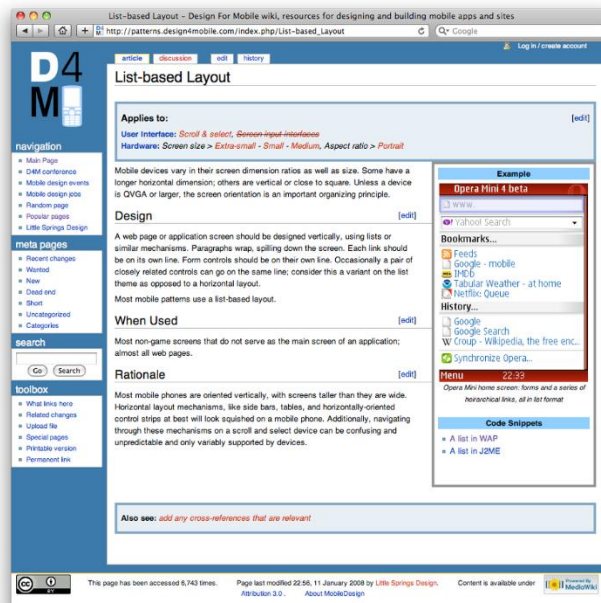 List-based Layout - Design For Mobile wiki, resources for designing and building mobile apps and sites
http://patterns.design4mobile.com/index.php/List-based_Layout
Google
Log in / create account
D4
M
article
discussion
edit
history
List-based Layout
Applies to:
[edit]
User Interface: Scroll & select, Screen input interfaces
Hardware: Screen size > Extra-small - Small - Medium, Aspect ratio > Portrait
navigation
Main Page
D4M conference
Mobile design events
Mobile design jobs
Random page
Popular pages
Little Springs Design
meta pages
Recent changes
Wanted
New
Dead end
Short
Uncategorized
Categories
search
Go
Search
toolbox
What links here
Related changes
Upload file
Special pages
Printable version
Permanent link
Mobile devices vary in their screen dimension ratios as well as size. Some have a
longer horizontal dimension; others are vertical or close to square. Unless a device
is QVGA or larger, the screen orientation is an important organizing principle.
Design
[edit]
A web page or application screen should be designed vertically, using lists or
similar mechanisms. Paragraphs wrap, spilling down the screen. Each link should
be on its own line. Form controls should be on their own line. Occasionally a pair of
closely related controls can go on the same line; consider this a variant on the list
theme as opposed to a horizontal layout.
Most mobile patterns use a list-based layout.
When Used
[edit]
Most non-game screens that do not serve as the main screen of an application;
almost all web pages.
Rationale
[edit]
Most mobile phones are oriented vertically, with screens taller than they are wide.
Horizontal layout mechanisms, like side bars, tables, and horizontally-oriented
control strips at best will look squished on a mobile phone. Additionally, navigating
through these mechanisms on a scroll and select device can be confusing and
unpredictable and only variably supported by devices.
Example
Opera Mini 4 beta
www.
Yahoo! Search
Bookmarks...
Feeds
Google - mobile
IMDb
Tabular Weather - at home
Netflix: Queue
History...
Google
Google Search
W Croup - Wikipedia, the free enc...
Synchronize Opera...
Menu
22:33
Opera Mini home screen: forms and a series of
hierarchical links, all in list format
Code Snippets
A list in WAP
A list in J2ME
Also see: add any cross-references that are relevant
cc
BY
This page has been accessed 6,743 times.
Page last modified 22:56, 11 January 2008 by Little Springs Design.
Content is available under
Attribution 3.0 .
About MobileDesign
Powered By
MediaWiki